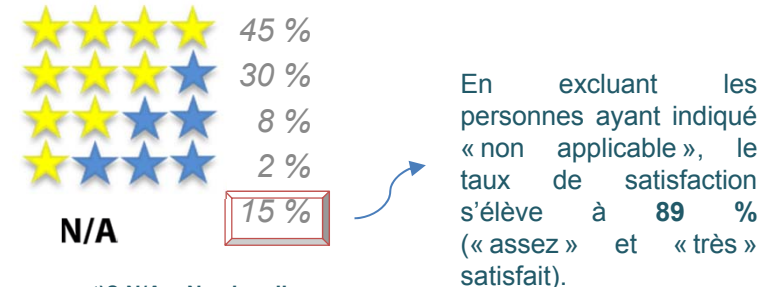 45 %
30 %
8 %
2 %
15 %
N/A
En excluant les
personnes ayant indiqué
« non applicable », le
taux de satisfaction
s'élève à 89 %
(« assez » et « très »
satisfait).